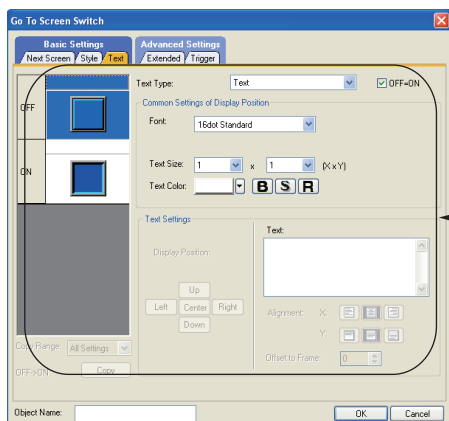 Go To Screen Switch
Basic Settings
Advanced Settings
Next Screen Style Text
Extended Trigger
Text Type: Text OFF=ON
OFF
ON
Common Settings of Display Position
Font: 16dot Standard
Text Size: 1 x 1 (X x Y)
Text Color: B S R
Text Settings
Display Position:
Up
Left Center Right
Down
Text:
Alignment: X:
Y:
Offset to Frame: 0
Copy Range: All Settings
OFF->ON Copy
Object Name:
OK Cancel